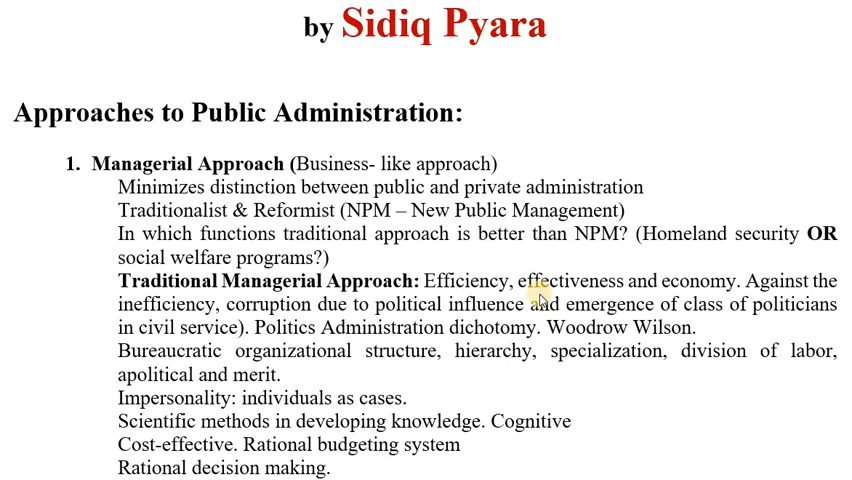 by Sidiq Pyara
Approaches to Public Administration:
1. Managerial Approach (Business- like approach)
Minimizes distinction between public and private administration
Traditionalist & Reformist (NPM – New Public Management)
In which functions traditional approach is better than NPM? (Homeland security OR
social welfare programs?)
Traditional Managerial Approach: Efficiency, effectiveness and economy. Against the
inefficiency, corruption due to political influence and emergence of class of politicians
in civil service). Politics Administration dichotomy. Woodrow Wilson.
Bureaucratic organizational structure, hierarchy, specialization, division of labor,
apolitical and merit.
Impersonality: individuals as cases.
Scientific methods in developing knowledge. Cognitive
Cost-effective. Rational budgeting system
Rational decision making.